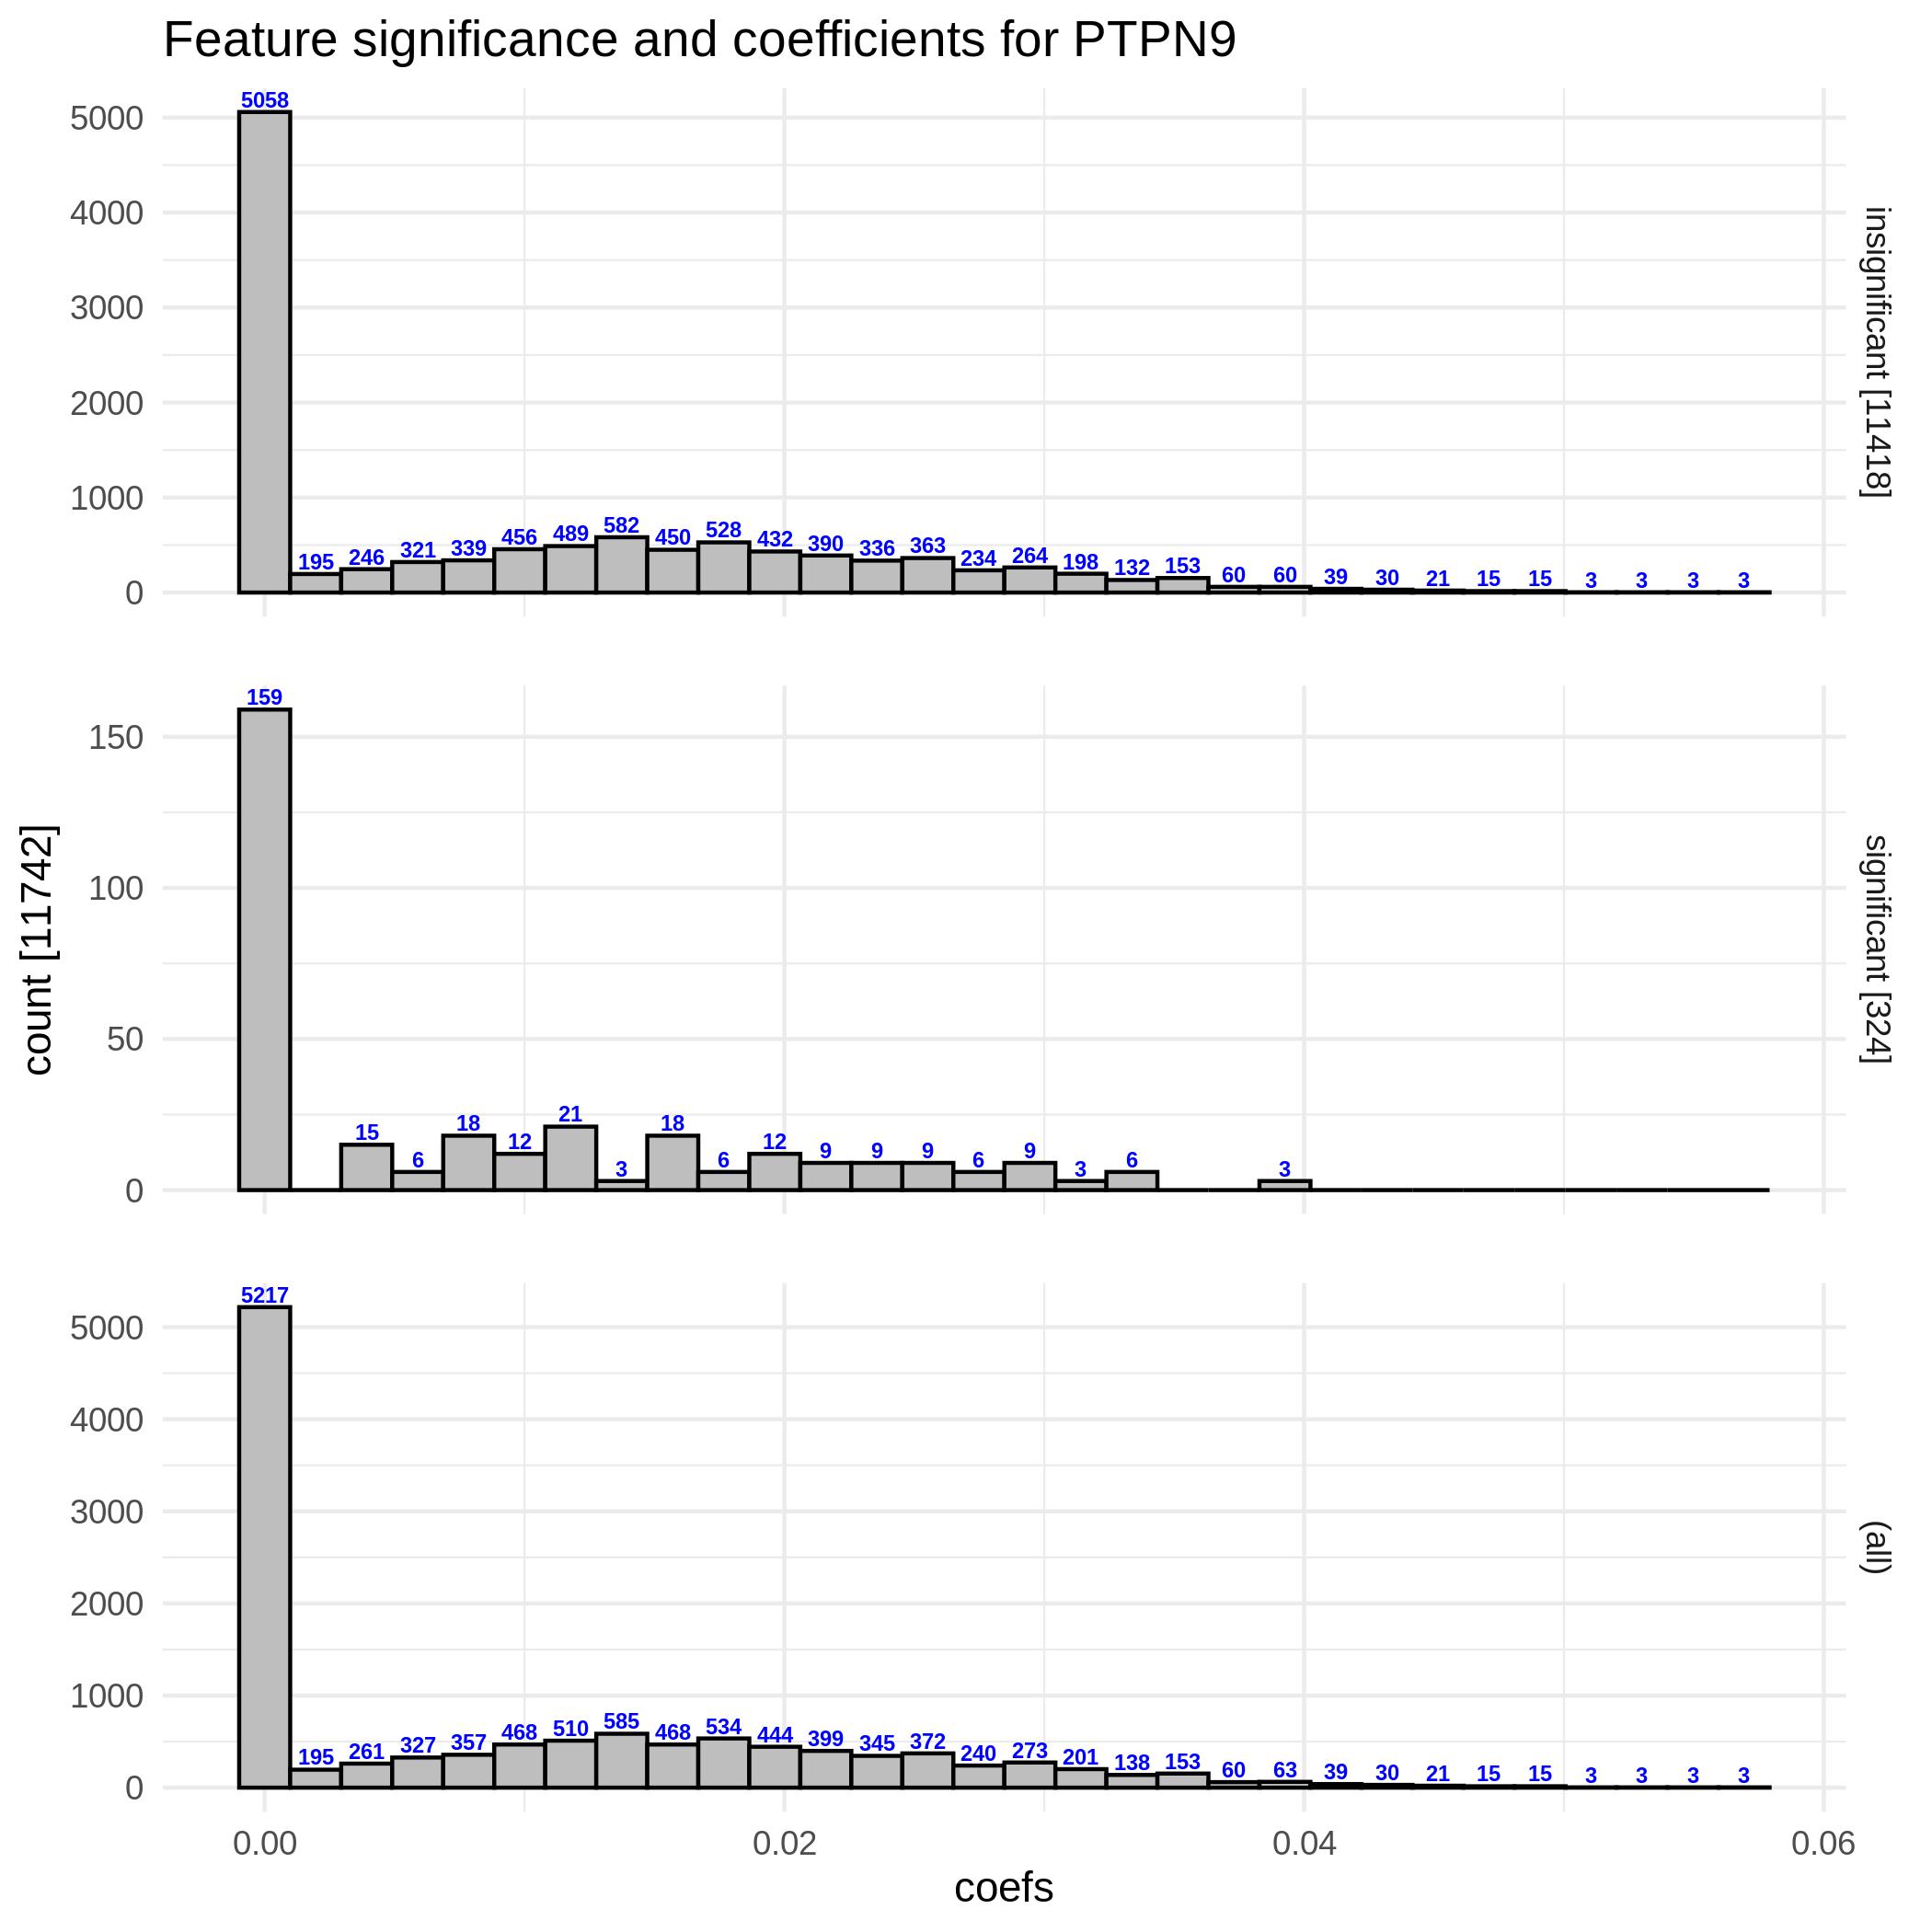 Feature significance and coefficients for PTPN9
5058
5000
4000
3000
2000
1000
0
195 246 321 339 456 489 582 450 528 432 390 336 363 234 264 198 132 153 60 60 39 30 21 15 15 3 3 3 3
insignificant [11418]
159
150
100
50
0
15 6 18 12 21 3 18 6 12 9 9 9 6 9 3 6 3
significant [324]
count [11742]
5217
5000
4000
3000
2000
1000
0
195 261 327 357 468 510 585 468 534 444 399 345 372 240 273 201 138 153 60 63 39 30 21 15 15 3 3 3 3
(all)
0.00 0.02 0.04 0.06
coefs